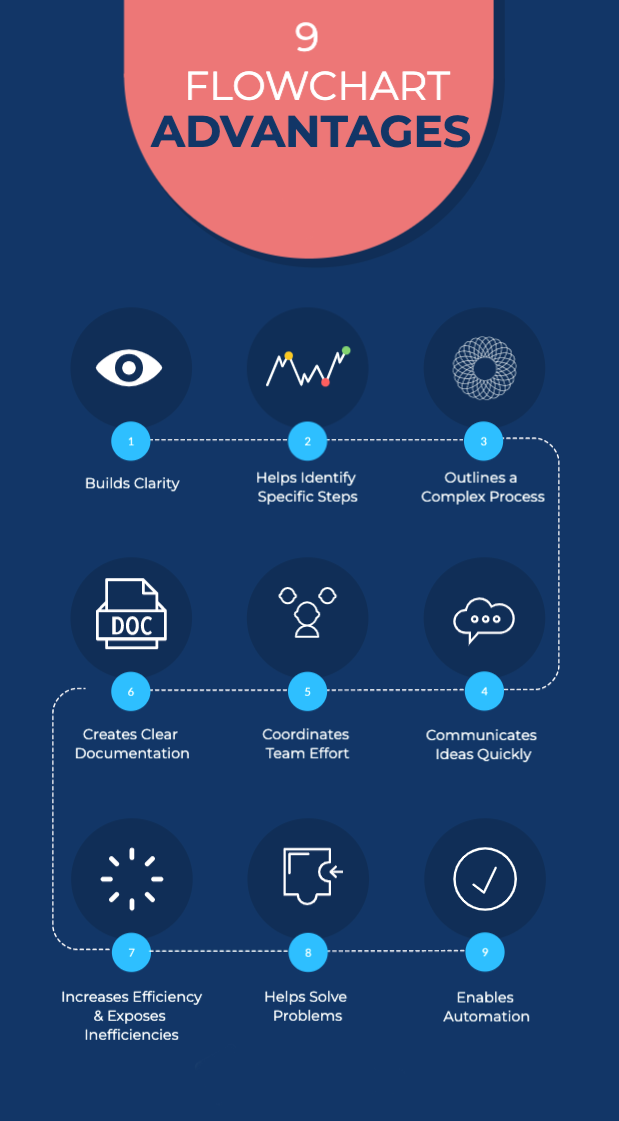 9
FLOWCHART
ADVANTAGES
1
Builds Clarity
2
Helps Identify
Specific Steps
3
Outlines a
Complex Process
4
Communicates
Ideas Quickly
5
Coordinates
Team Effort
DOC
6
Creates Clear
Documentation
7
Increases Efficiency
& Exposes
Inefficiencies
8
Helps Solve
Problems
9
Enables
Automation